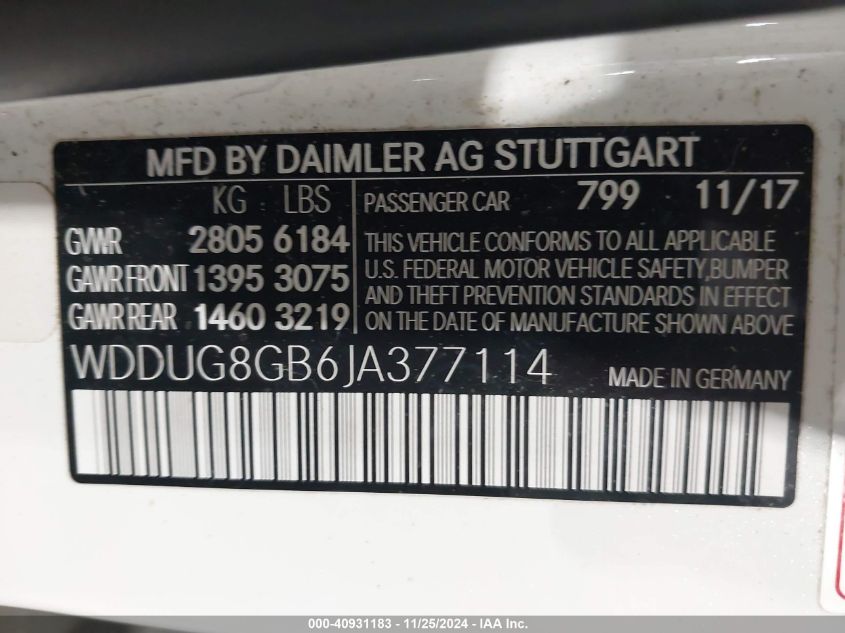 MFD BY DAIMLER AG STUTTGART
KG LBS
GVWR 2805 6184
GAWR FRONT 1395 3075
GAWR REAR 1460 3219
PASSENGER CAR 799 11/17
THIS VEHICLE CONFORMS TO ALL APPLICABLE
U.S. FEDERAL MOTOR VEHICLE SAFETY,BUMPER
AND THEFT PREVENTION STANDARDS IN EFFECT
ON THE DATE OF MANUFACTURE SHOWN ABOVE
WDDUG8GB6JA377114 MADE IN GERMANY
000-40931183 - 11/25/2024 - IAA Inc.